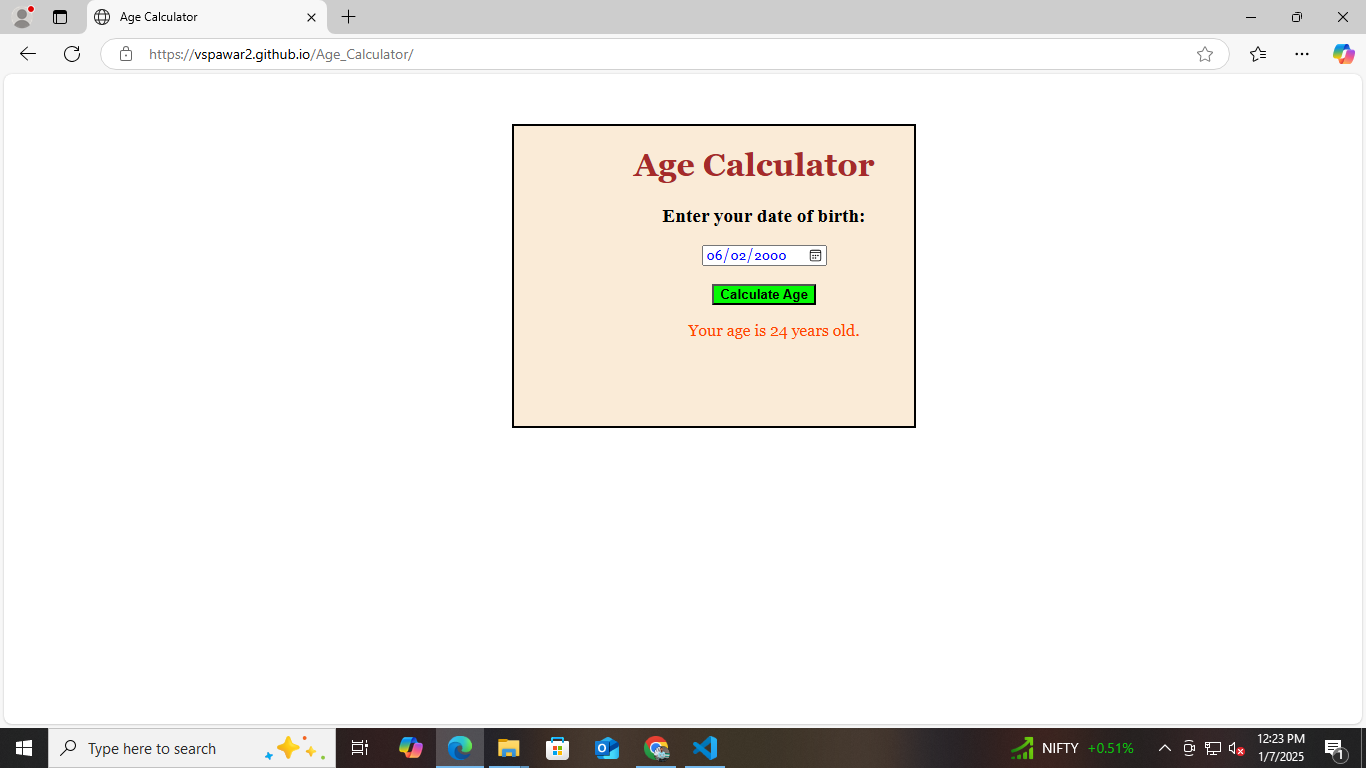 Age Calculator
https://vspawar2.github.io/Age_Calculator/
Age Calculator
Enter your date of birth:
06/02/2000
Calculate Age
Your age is 24 years old.
Type here to search
NIFTY +0.51%
12:23 PM
1/7/2025
1